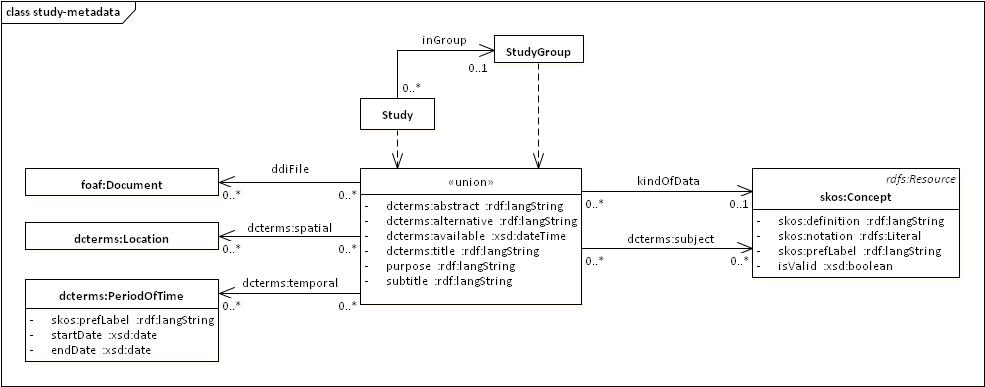 class study-metadata
inGroup
StudyGroup
0..1
0..*
Study
ddiFile
foaf:Document
0..*
0..*
dcterms:spatial
dcterms:Location
0..*
0..*
dcterms:temporal
dcterms:PeriodOfTime
0..*
0..*
- skos:prefLabel :rdf:langString
- startDate :xsd:date
- endDate :xsd:date
«union»
- dcterms:abstract :rdf:langString
- dcterms:alternative :rdf:langString
- dcterms:available :xsd:dateTime
- dcterms:title :rdf:langString
- purpose :rdf:langString
- subtitle :rdf:langString
kindOfData
0..*
0..1
dcterms:subject
0..*
0..*
rdfs:Resource
skos:Concept
- skos:definition :rdf:langString
- skos:notation :rdfs:Literal
- skos:prefLabel :rdf:langString
- isValid :xsd:boolean